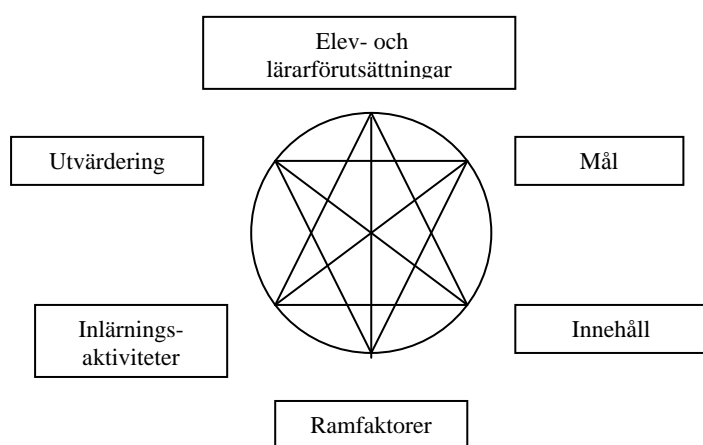 Elev- och
lärarförutsättningar
Utvärdering
Mål
Inlärnings-
aktiviteter
Innehåll
Ramfaktorer